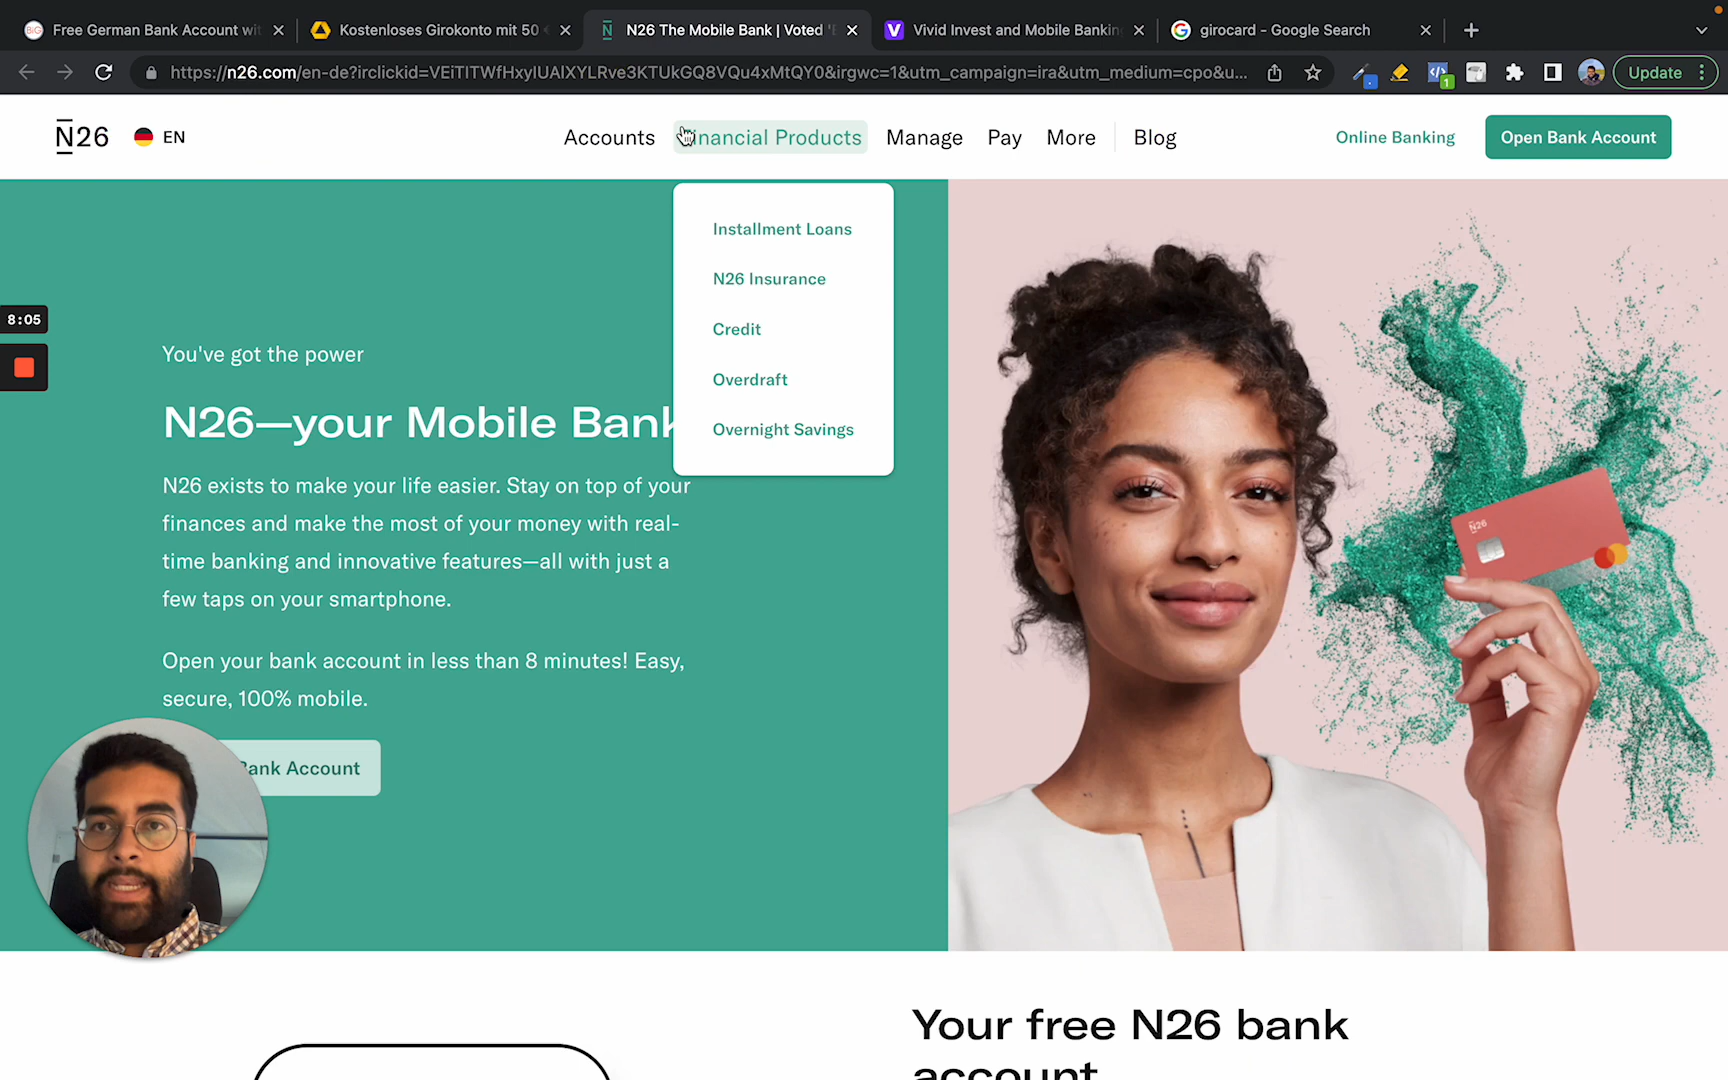 Free German Bank Account wit
Kostenloses Girokonto mit 50 €
N26 The Mobile Bank | Voted 'E
Vivid Invest and Mobile Banking
girocard - Google Search
https://n26.com/en-de?irclickid=VEiTITWfHxyIUAIXYLRve3KTUkGQ8VQu4xMtQY0&irgwc=1&utm_campaign=ira&utm_medium=cpo&u...
1
Update
N26
EN
Accounts
Financial Products
Manage
Pay
More
Blog
Online Banking
Open Bank Account
Installment Loans
N26 Insurance
Credit
Overdraft
Overnight Savings
8:05
You've got the power
N26—your Mobile Bank
N26 exists to make your life easier. Stay on top of your
finances and make the most of your money with real-
time banking and innovative features—all with just a
few taps on your smartphone.
Open your bank account in less than 8 minutes! Easy,
secure, 100% mobile.
Bank Account
N26
Your free N26 bank
account